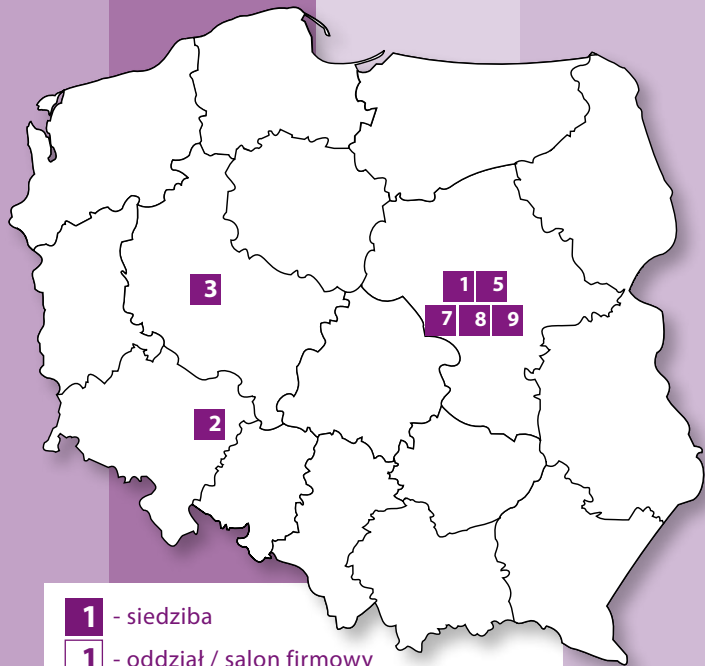 1 5
3
7 8 9
2
1 - siedziba
1 - oddział / salon firmowy